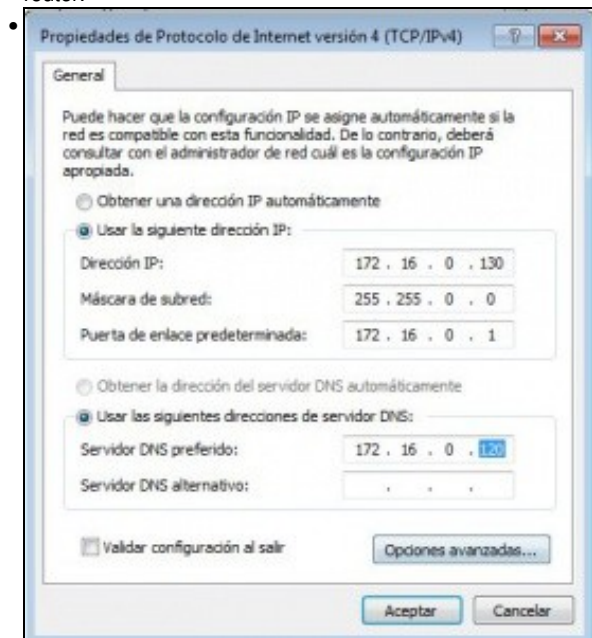 router.
Propiedades de Protocolo de Internet versión 4 (TCP/IPv4)
General
Puede hacer que la configuración IP se asigne automáticamente si la
red es compatible con esta funcionalidad. De lo contrario, deberá
consultar con el administrador de red cuál es la configuración IP
apropiada.
Obtener una dirección IP automáticamente
Usar la siguiente dirección IP:
Dirección IP: 172 . 16 . 0 . 130
Máscara de subred: 255 . 255 . 0 . 0
Puerta de enlace predeterminada: 172 . 16 . 0 . 1
Obtener la dirección del servidor DNS automáticamente
Usar las siguientes direcciones de servidor DNS:
Servidor DNS preferido: 172 . 16 . 0 . 120
Servidor DNS alternativo: . . .
Validar configuración al salir
Opciones avanzadas...
Aceptar Cancelar